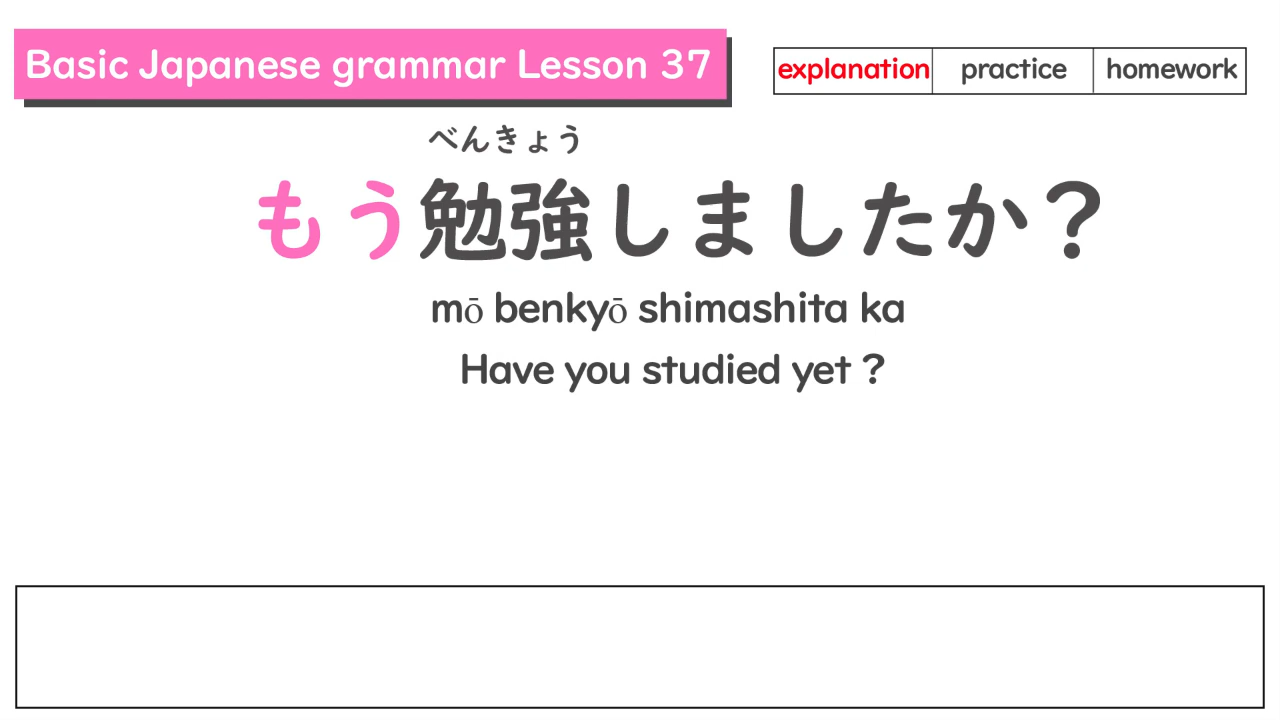 Basic Japanese grammar Lesson 37
explanation practice homework
べんきょう
もう勉強しましたか？
mō benkyō shimashita ka
Have you studied yet？